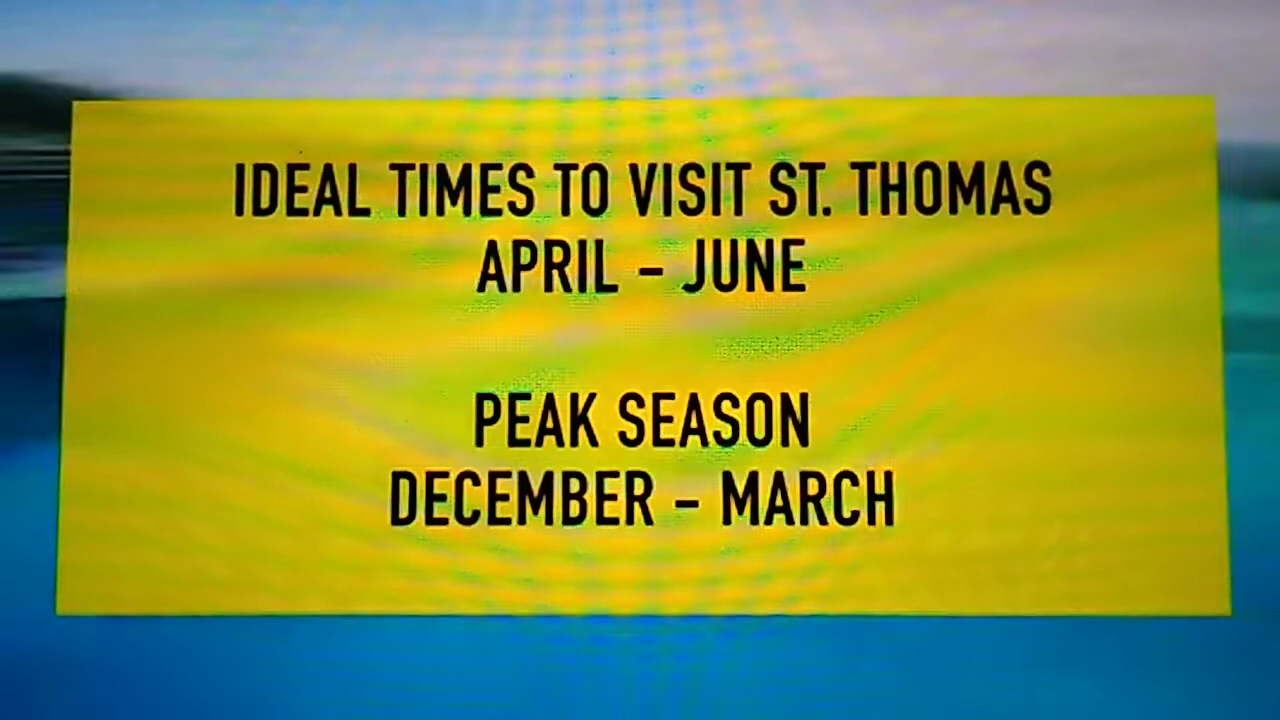 IDEAL TIMES TO VISIT ST. THOMAS
APRIL – JUNE
PEAK SEASON
DECEMBER – MARCH